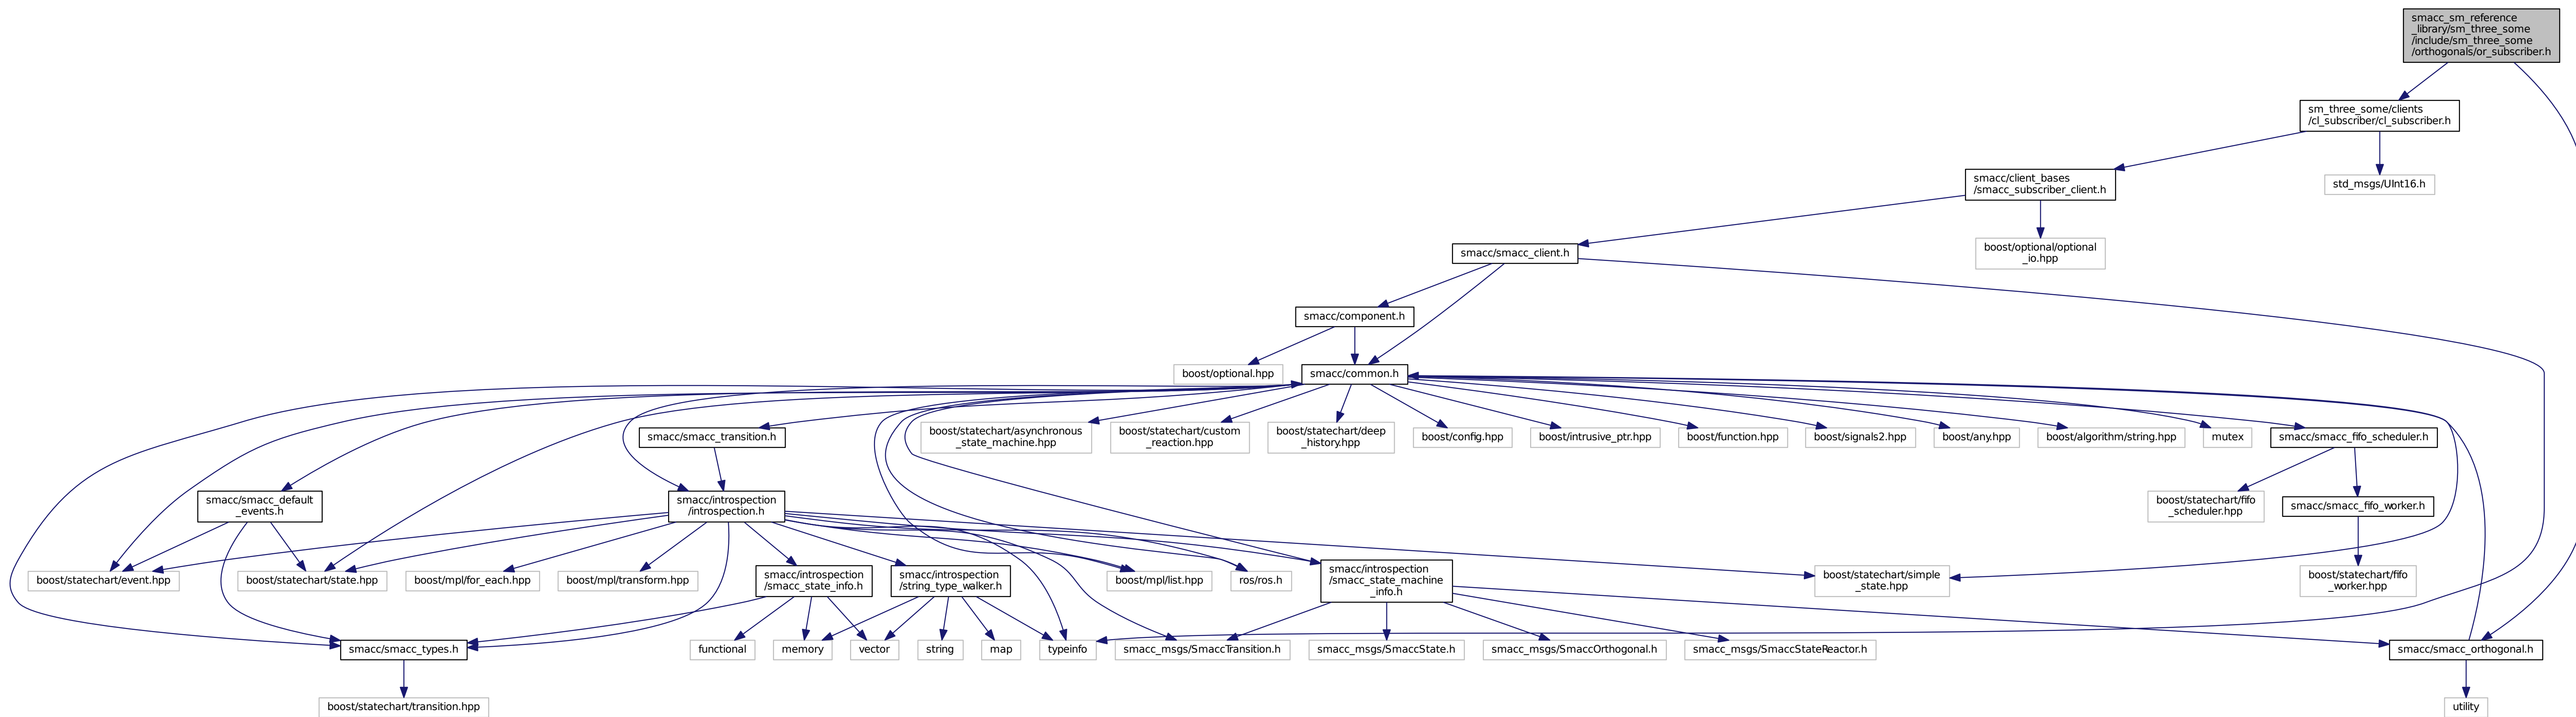 smacc_sm_reference
_library/sm_three_some
/include/sm_three_some
/orthogonals/or_subscriber.h
sm_three_some/clients
/cl_subscriber/cl_subscriber.h
smacc/client_bases
/smacc_subscriber_client.h
std_msgs/UInt16.h
smacc/smacc_client.h
boost/optional/optional
_io.hpp
smacc/component.h
boost/optional.hpp
smacc/common.h
smacc/smacc_transition.h
boost/statechart/asynchronous
_state_machine.hpp
boost/statechart/custom
_reaction.hpp
boost/statechart/deep
_history.hpp
boost/config.hpp
boost/intrusive_ptr.hpp
boost/function.hpp
boost/signals2.hpp
boost/any.hpp
boost/algorithm/string.hpp
mutex
smacc/smacc_fifo_scheduler.h
smacc/smacc_default
_events.h
smacc/introspection
/introspection.h
boost/statechart/fifo
_scheduler.hpp
smacc/smacc_fifo_worker.h
boost/statechart/event.hpp
boost/statechart/state.hpp
boost/mpl/for_each.hpp
boost/mpl/transform.hpp
smacc/introspection
/smacc_state_info.h
smacc/introspection
/string_type_walker.h
boost/mpl/list.hpp
ros/ros.h
smacc/introspection
/smacc_state_machine
_info.h
boost/statechart/simple
_state.hpp
boost/statechart/fifo
_worker.hpp
smacc/smacc_types.h
functional
memory
vector
string
map
typeinfo
smacc_msgs/SmaccTransition.h
smacc_msgs/SmaccState.h
smacc_msgs/SmaccOrthogonal.h
smacc_msgs/SmaccStateReactor.h
smacc/smacc_orthogonal.h
boost/statechart/transition.hpp
utility